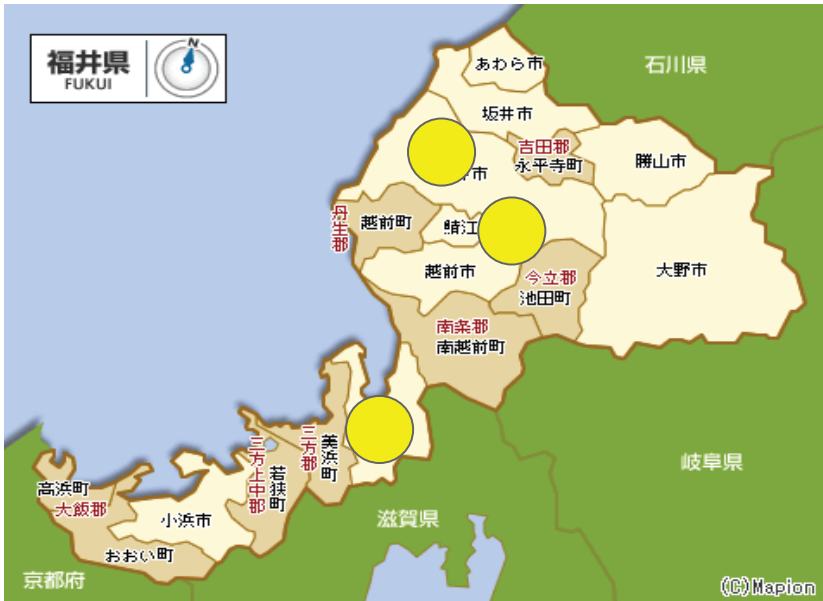 福井県
FUKUI
N
石川県
あわら市
坂井市
吉田郡
永平寺町
勝山市
市
丹生郡
越前町
鯖江
越前市
今立郡
池田町
大野市
南条郡
南越前町
三方郡
美浜町
三方上中郡
若狭町
高浜町
大飯郡
小浜市
おおい町
岐阜県
滋賀県
京都府
(C)Mapion